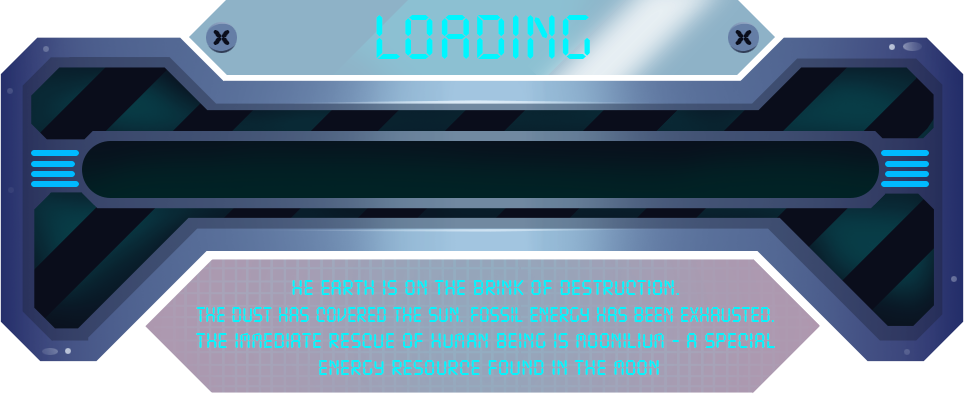 LOADING
HE EARTH IS ON THE BRINK OF DESTRUCTION.
THE DUST HAS COVERED THE SUN. FOSSIL ENERGY HAS BEEN EXHAUSTED.
THE IMMEDIATE RESCUE OF HUMAN BEING IS MOONILIUM - A SPECIAL
ENERGY RESOURCE FOUND IN THE MOON